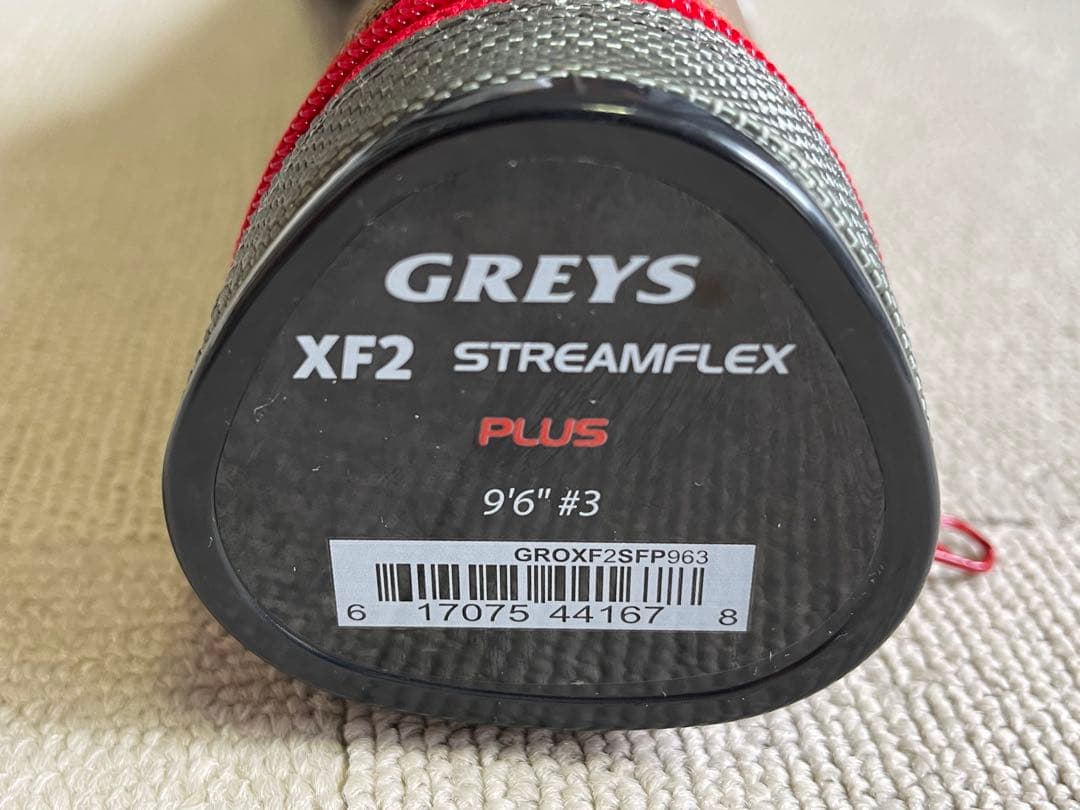 GREYS
XF2 STREAMFLEX
PLUS
9'6" #3
GROXF2SFP963
6 17075 44167 8